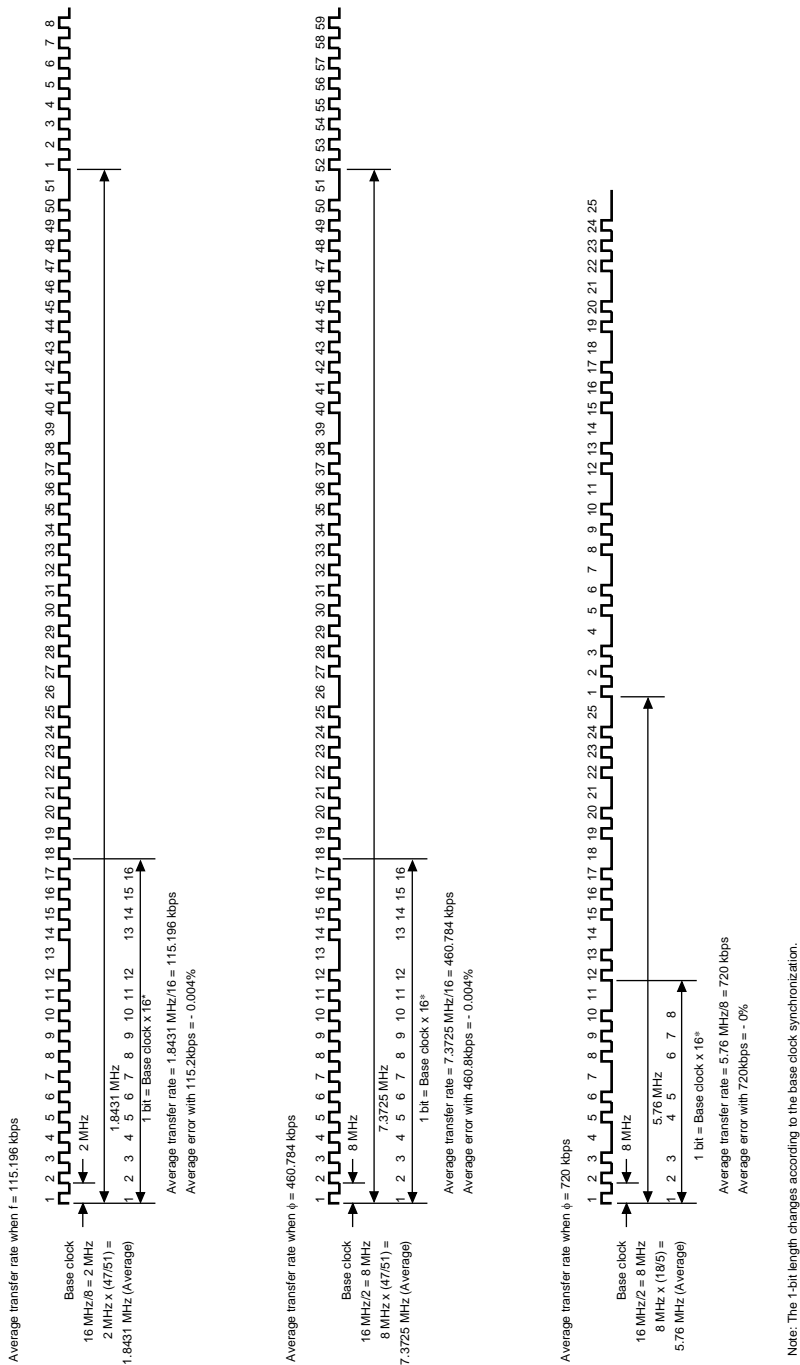 Average transfer rate when f = 115.196 kbps
1 2 3 4 5 6 7 8 9 10 11 12 13 14 15 16 17 18 19 20 21 22 23 24 25 26 27 28 29 30 31 32 33 34 35 36 37 38 39 40 41 42 43 44 45 46 47 48 49 50 51 1 2 3 4 5 6 7 8
Base clock
16 MHz/8 = 2 MHz
2 MHz x (47/51) =
1.8431 MHz (Average)
2 MHz
1.8431 MHz
1 2 3 4 5 6 7 8 9 10 11 12 13 14 15 16
1 bit = Base clock x 16*
Average transfer rate = 1.8431 MHz/16 = 115.196 kbps
Average error with 115.2kbps = - 0.004%
Average transfer rate when ϕ = 460.784 kbps
1 2 3 4 5 6 7 8 9 10 11 12 13 14 15 16 17 18 19 20 21 22 23 24 25 26 27 28 29 30 31 32 33 34 35 36 37 38 39 40 41 42 43 44 45 46 47 48 49 50 51 52 53 54 55 56 57 58 59
Base clock
16 MHz/2 = 8 MHz
8 MHz x (47/51) =
7.3725 MHz (Average)
8 MHz
7.3725 MHz
1 2 3 4 5 6 7 8 9 10 11 12 13 14 15 16
1 bit = Base clock x 16*
Average transfer rate = 7.3725 MHz/16 = 460.784 kbps
Average error with 460.8kbps = - 0.004%
Average transfer rate when ϕ = 720 kbps
1 2 3 4 5 6 7 8 9 10 11 12 13 14 15 16 17 18 19 20 21 22 23 24 25 1 2 3 4 5 6 7 8 9 10 11 12 13 14 15 16 17 18 19 20 21 22 23 24 25
Base clock
16 MHz/2 = 8 MHz
8 MHz x (18/5) =
5.76 MHz (Average)
8 MHz
5.76 MHz
1 2 3 4 5 6 7 8
1 bit = Base clock x 16*
Average transfer rate = 5.76 MHz/8 = 720 kbps
Average error with 720kbps = - 0%
Note: The 1-bit length changes according to the base clock synchronization.